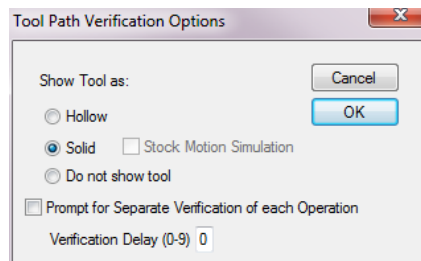 Tool Path Verification Options
x
Show Tool as:
Cancel
Hollow
OK
Solid Stock Motion Simulation
Do not show tool
Prompt for Separate Verification of each Operation
Verification Delay (0-9) 0